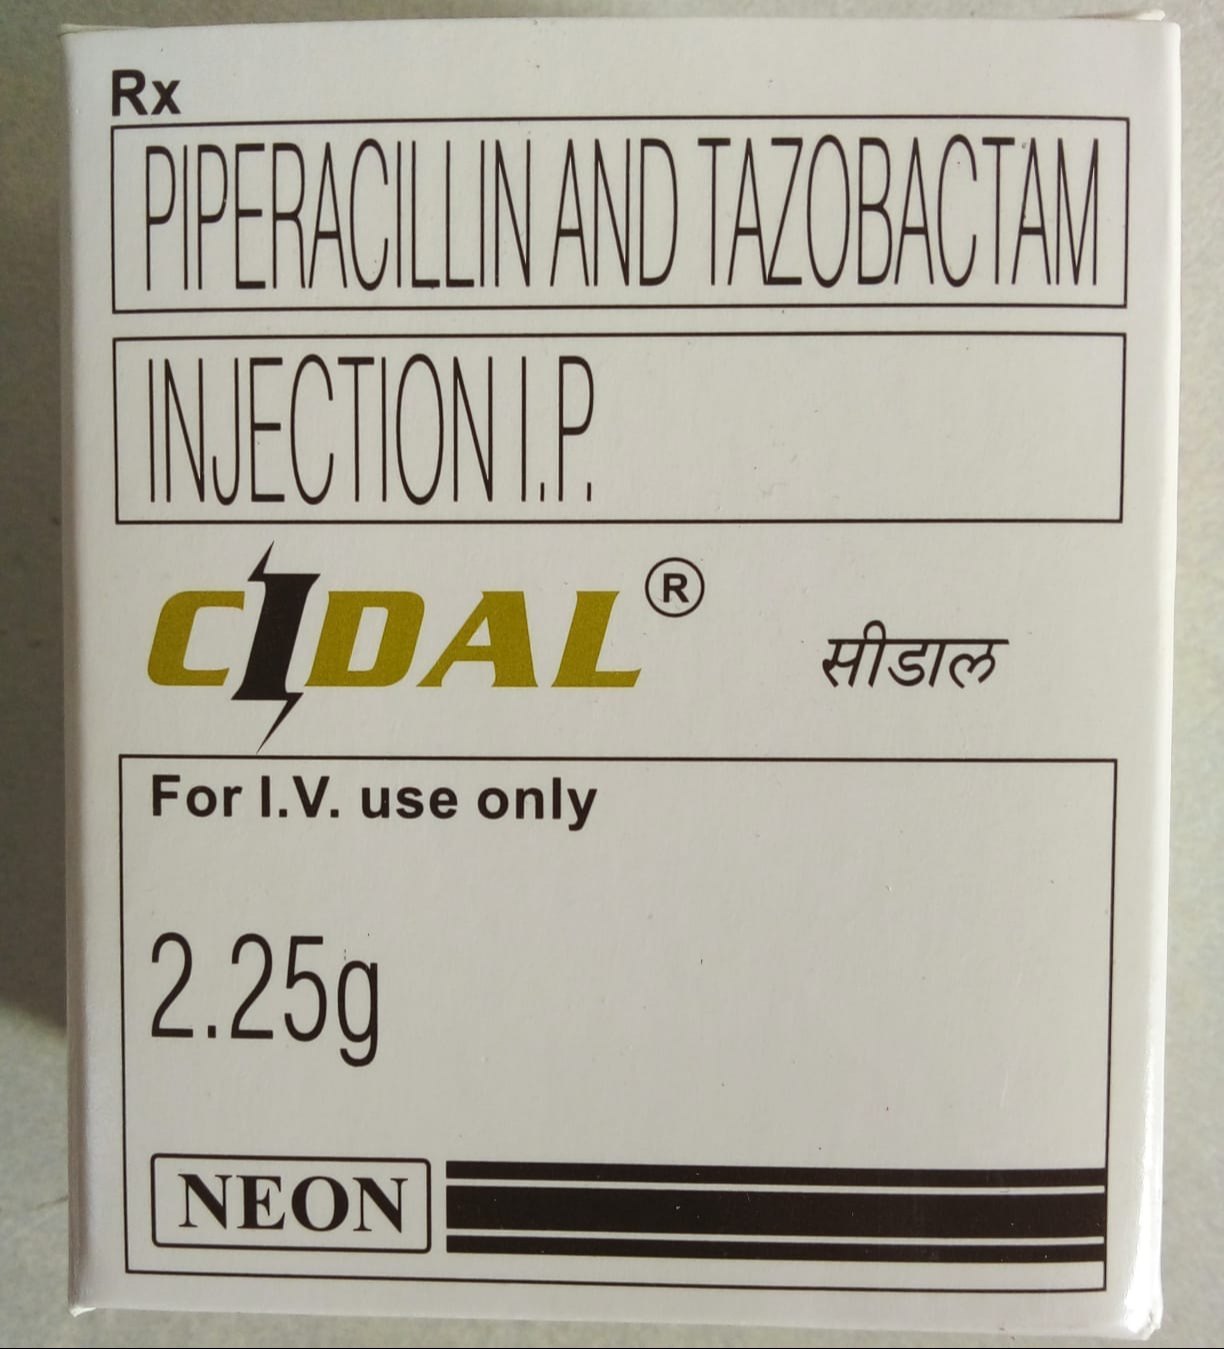 Rx
PIPERACILLIN AND TAZOBACTAM
INJECTION I.P.
CIDAL® सीडाल
For I.V. use only
2.25g
NEON